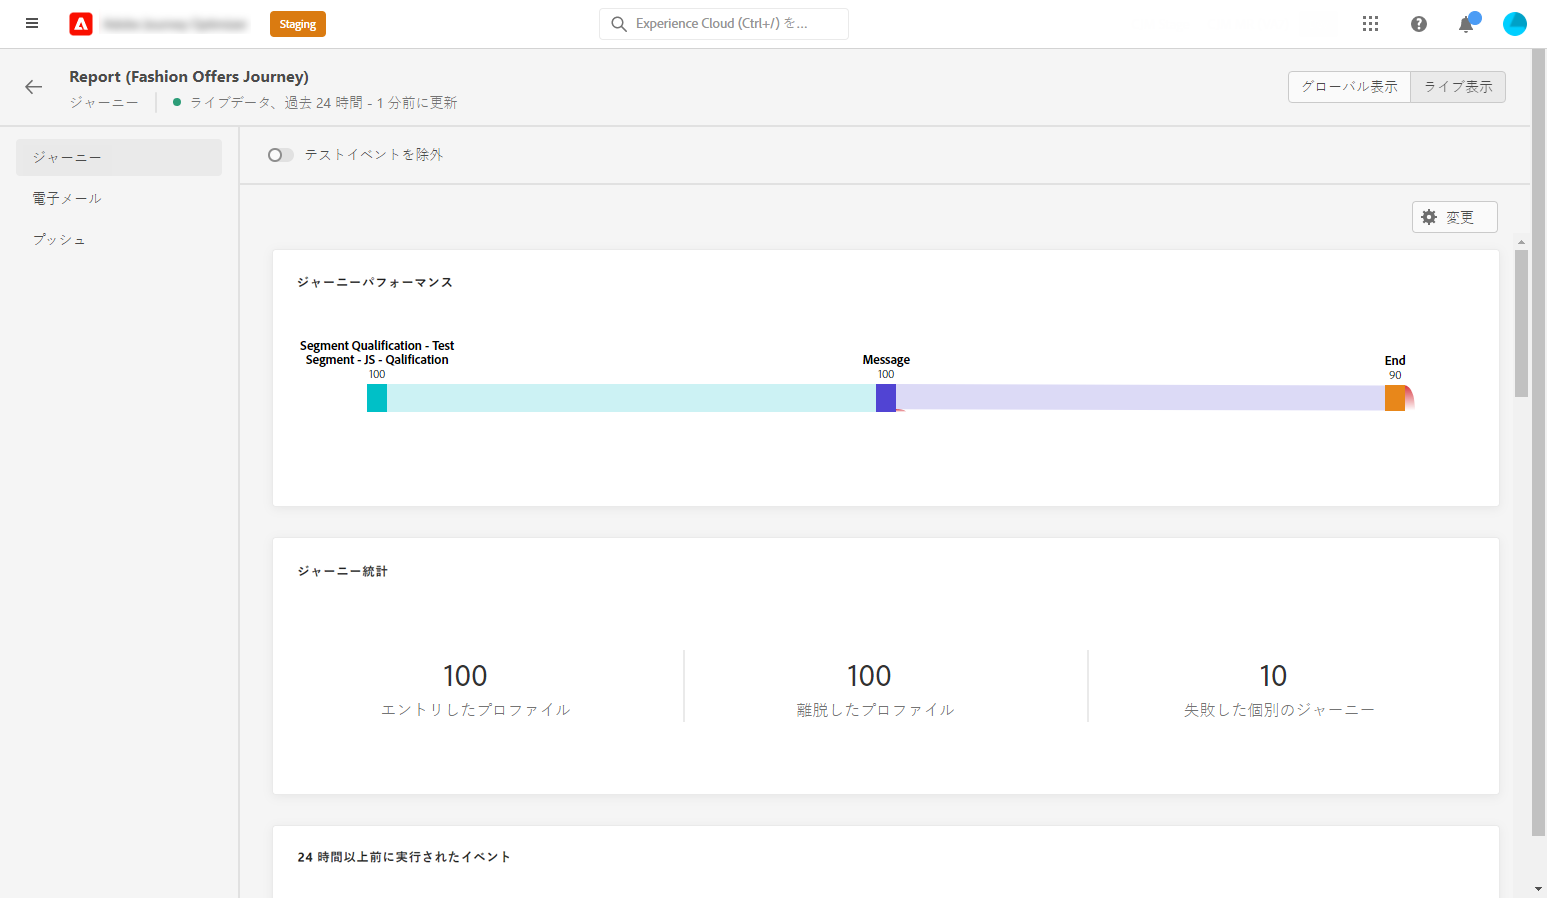 Staging
Experience Cloud (Ctrl+/) を...
Report (Fashion Offers Journey)
ジャーニー
ライブデータ、過去 24 時間 - 1 分前に更新
グローバル表示
ライブ表示
ジャーニー
電子メール
プッシュ
テストイベントを除外
変更
ジャーニーパフォーマンス
Segment Qualification - Test
Segment - JS - Qalification
100
Message
100
End
90
ジャーニー統計
100
エントリしたプロファイル
100
離脱したプロファイル
10
失敗した個別のジャーニー
24 時間以上前に実行されたイベント